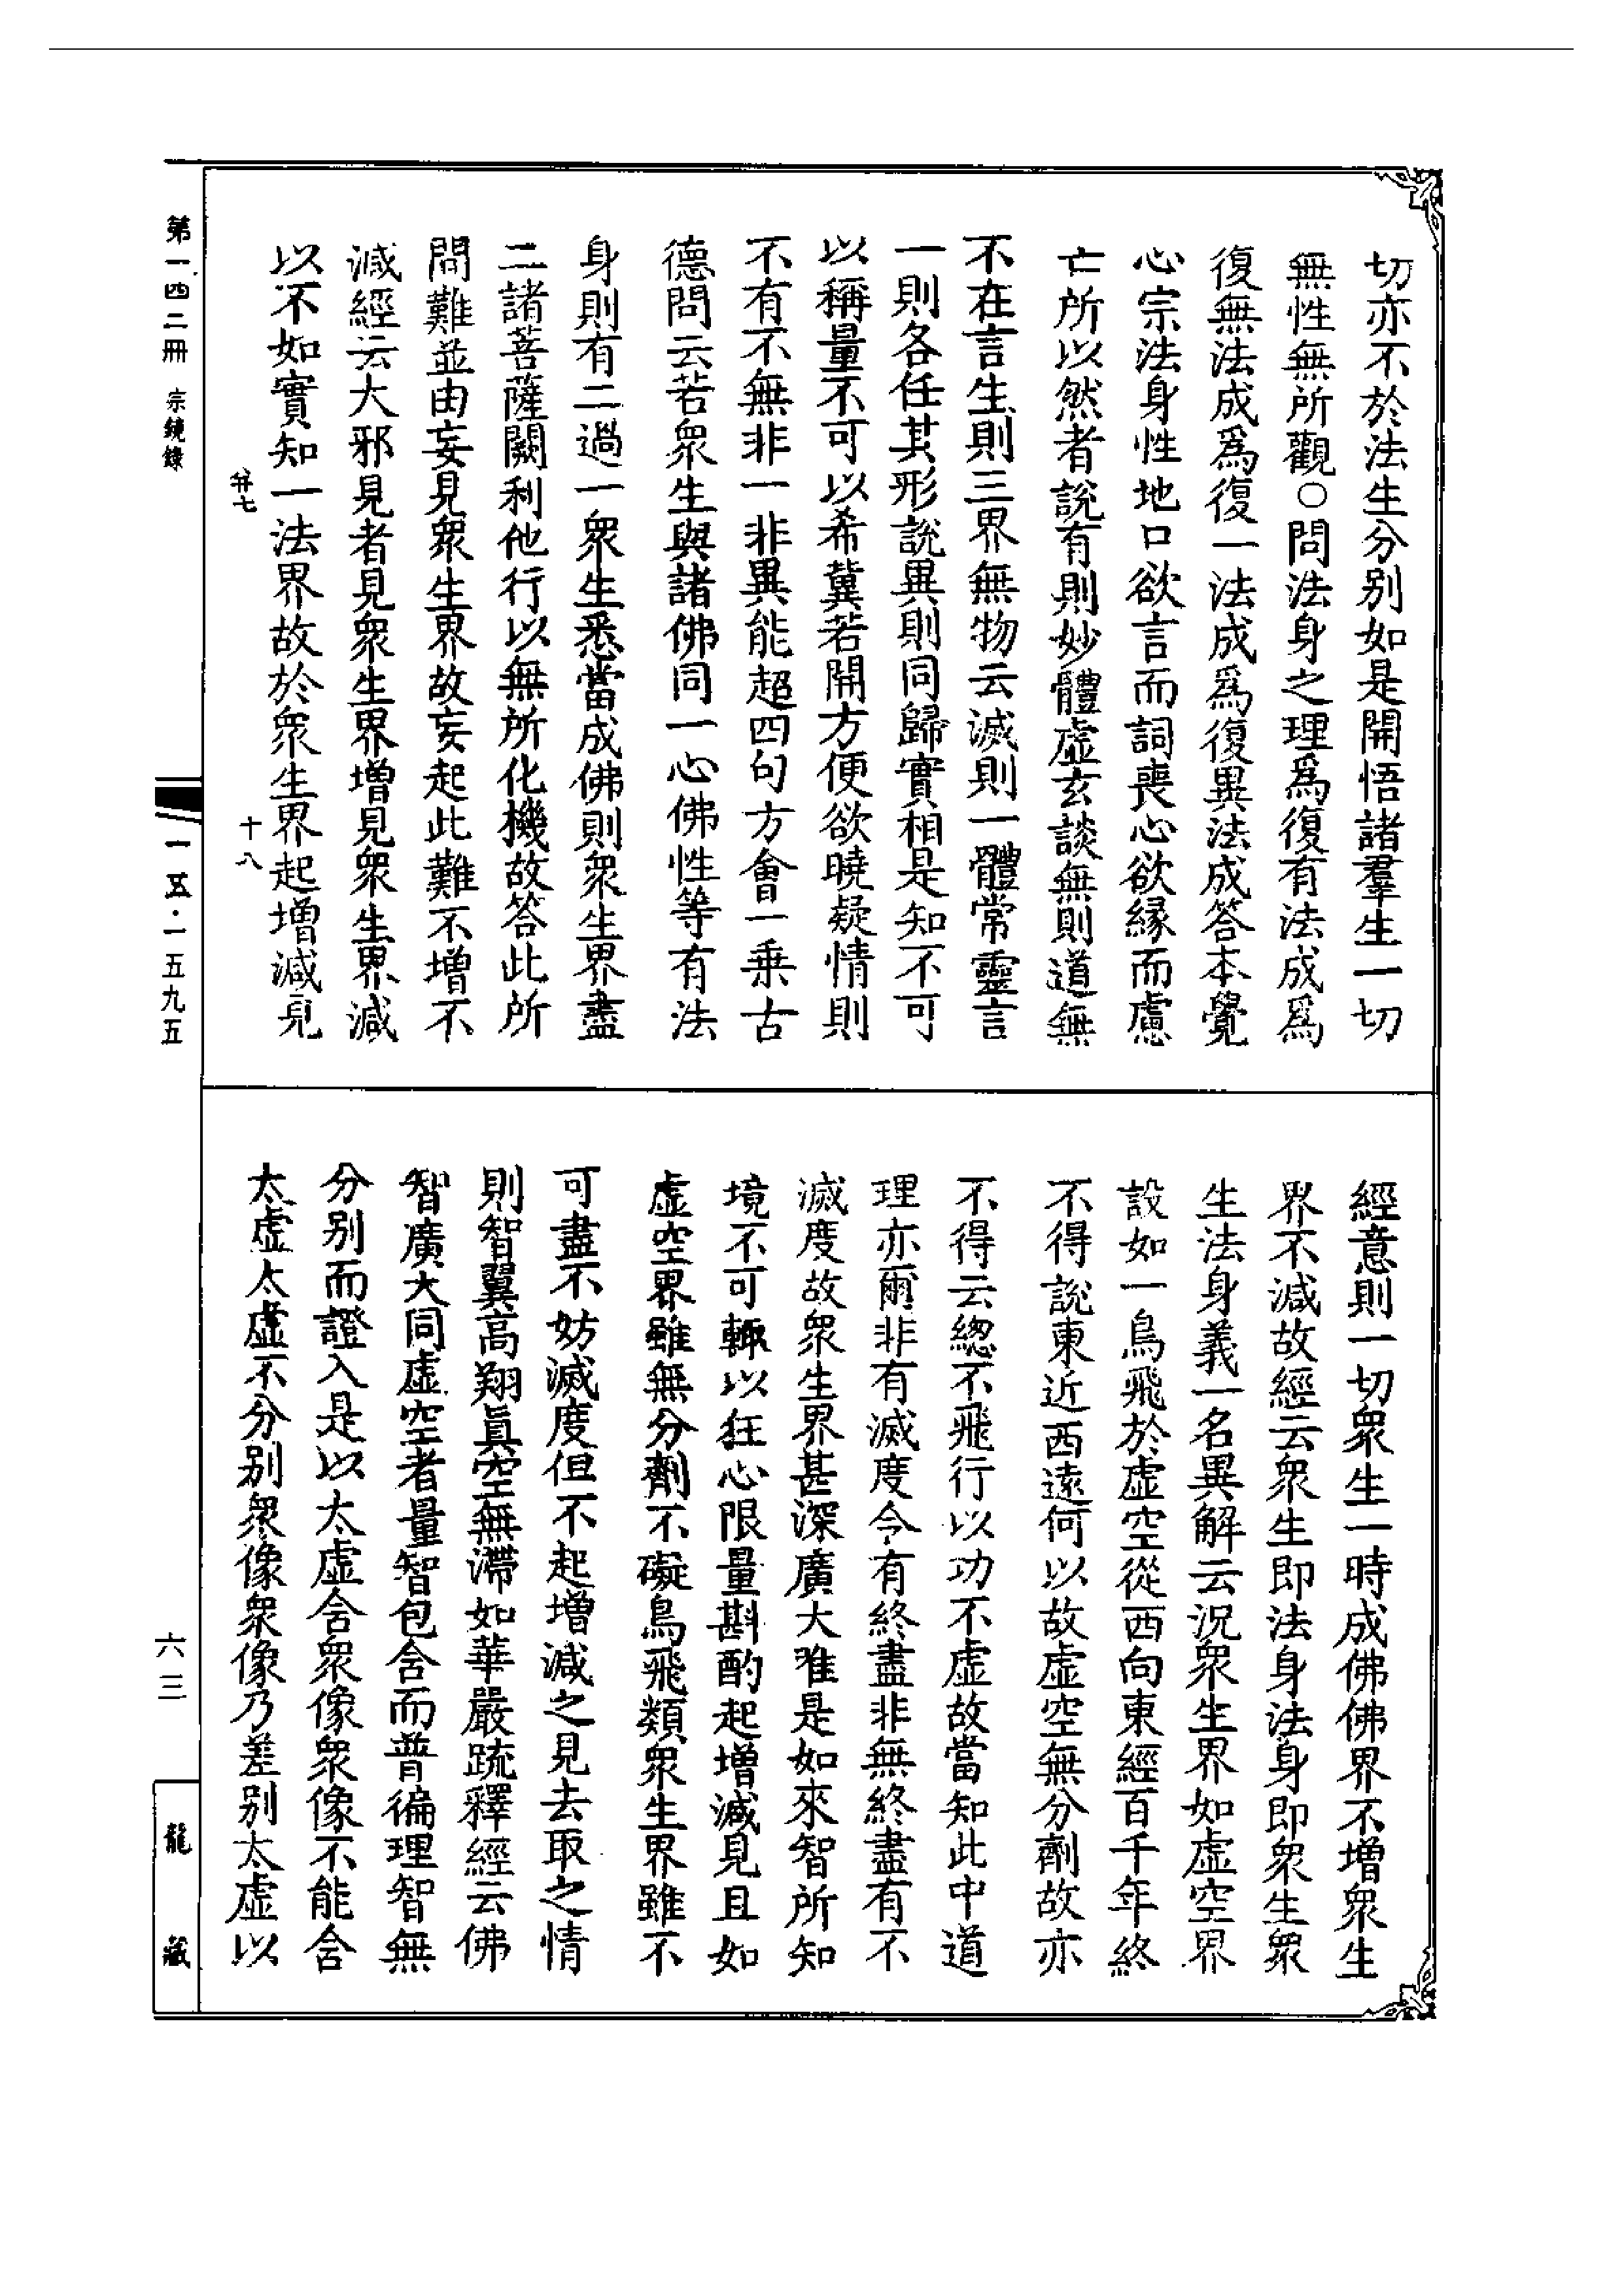 切亦不於法生分别如是開悟諸羣生一切
無性無所觀○問法身之理爲復有法成爲
復無法成爲復一法成爲復異法成答本覺
心宗法身性地口欲言而詞喪心欲緣而慮
亡所以然者說有則妙體虛玄談無則道無
不在言生則三界無物云滅則一體常靈言
一則各任其形說異則同歸實相是知不可
以稱量不可以希冀若開方便欲曉疑情則
不有不無非一非異能超四句方會一乘古
德問云若衆生與諸佛同一心佛性等有法
身則有二過一衆生悉當成佛則衆生界盡
二諸菩薩闕利他行以無所化機故答此所
問難並由妄見衆生界故妄起此難不增不
減經云大邪見者見衆生界增見衆生界減
以不如實知一法界故於衆生界起增減見
經意則一切衆生一時成佛佛界不增衆生
界不減故經云衆生即法身法身即衆生衆
生法身義一名異解云況衆生界如虛空界
設如一鳥飛於虛空從西向東經百千年終
不得說東近西遠何以故虛空無分劑故亦
不得云總不飛行以功不虛故當知此中道
理亦爾非有滅度令有終盡非無終盡有不
滅度故衆生界甚深廣大唯是如來智所知
境不可輙以狂心限量斟酌起增減見且如
虛空界雖無分劑不礙鳥飛類衆生界雖不
可盡不妨滅度但不起增減之見去取之情
則智翼高翔眞空無滯如華嚴疏釋經云佛
智廣大同虛空者量智包含而普徧理智無
分别而證入是以太虛含衆像衆像不能含
太虛太虛不分别衆像衆像乃差别太虛以
第一四二冊 宗鏡錄
弁七
十八
一一五·一五九五
六三
龍藏